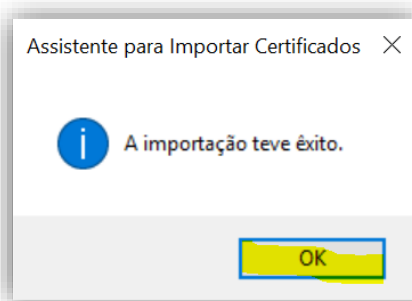 Assistente para Importar Certificados
A importação teve êxito.
OK